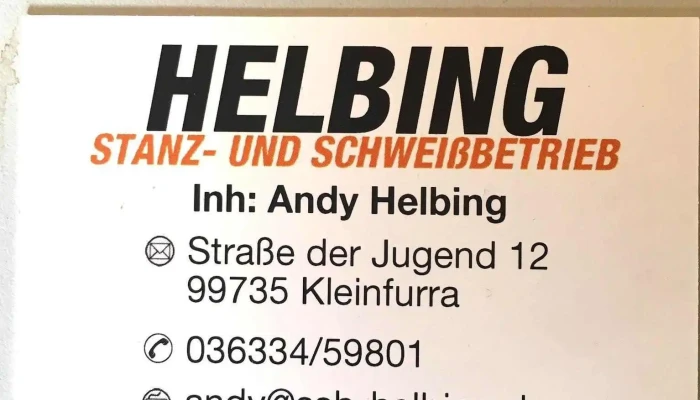 HELBING
STANZ- UND SCHWEIßBETRIEB
Inh: Andy Helbing
Straße der Jugend 12
99735 Kleinfurra
036334/59801